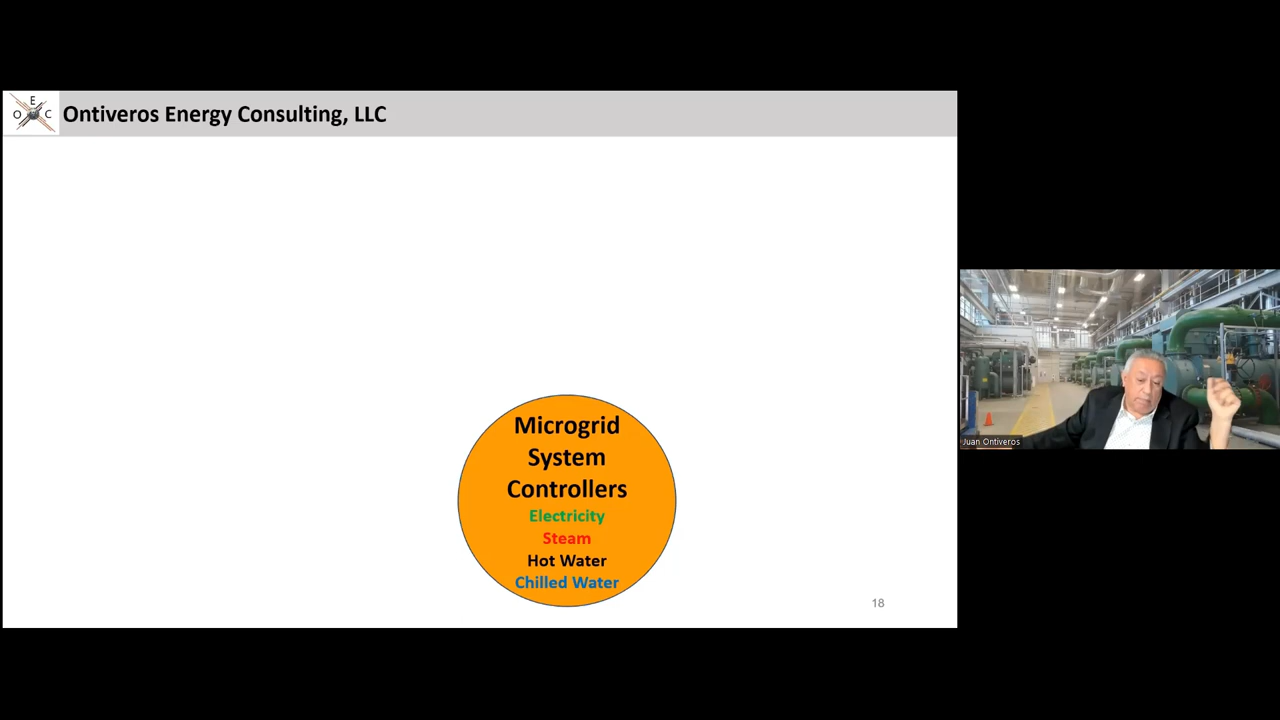 E
O C
Ontiveros Energy Consulting, LLC
Microgrid
System
Controllers
Electricity
Steam
Hot Water
Chilled Water
18
Juan Ontiveros